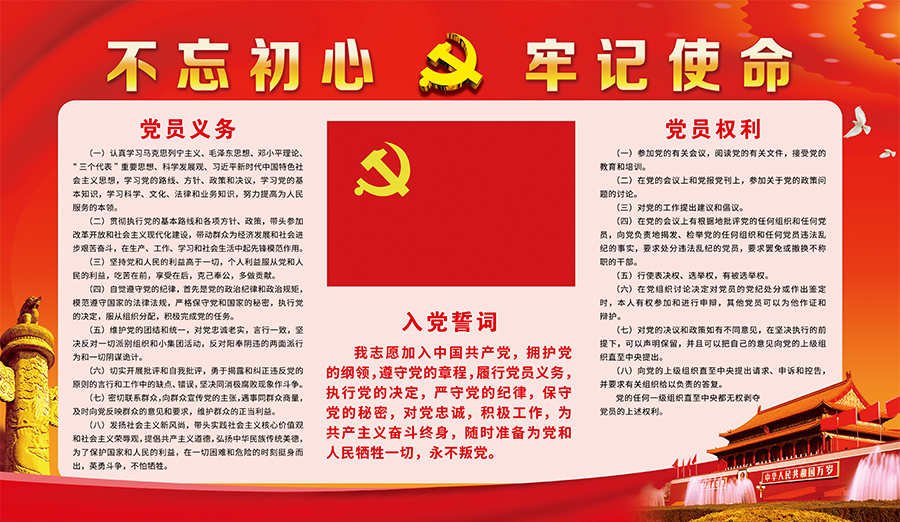 不忘初心 牢记使命
党员义务
（一）认真学习马克思列宁主义、毛泽东思想、邓小平理论、
“三个代表”重要思想、科学发展观、习近平新时代中国特色社
会主义思想，学习党的路线、方针、政策和决议，学习党的基
本知识，学习科学、文化、法律和业务知识，努力提高为人民
服务的本领。
（二）贯彻执行党的基本路线和各项方针、政策，带头参加
改革开放和社会主义现代化建设，带动群众为经济发展和社会进
步艰苦奋斗，在生产、工作、学习和社会生活中起先锋模范作用。
（三）坚持党和人民的利益高于一切，个人利益服从党和人
民的利益，吃苦在前，享受在后，克己奉公，多做贡献。
（四）自觉遵守党的纪律，首先是党的政治纪律和政治规矩，
模范遵守国家的法律法规，严格保守党和国家的秘密，执行党
的决定，服从组织分配，积极完成党的任务。
（五）维护党的团结和统一，对党忠诚老实，言行一致，坚
决反对一切派别组织和小集团活动，反对阳奉阴违的两面派行
为和一切阴谋诡计。
（六）切实开展批评和自我批评，勇于揭露和纠正违反党的
原则的言行和工作中的缺点、错误，坚决同消极腐败现象作斗争。
（七）密切联系群众，向群众宣传党的主张，遇事同群众商量，
及时向党反映群众的意见和要求，维护群众的正当利益。
（八）发扬社会主义新风尚，带头实践社会主义核心价值观
和社会主义荣辱观，提倡共产主义道德，弘扬中华民族传统美德，
为了保护国家和人民的利益，在一切困难和危险的时刻挺身而
出，英勇斗争，不怕牺牲。
入党誓词
我志愿加入中国共产党，拥护党
的纲领，遵守党的章程，履行党员义务，
执行党的决定，严守党的纪律，保守
党的秘密，对党忠诚，积极工作，为
共产主义奋斗终身，随时准备为党和
人民牺牲一切，永不叛党。
党员权利
（一）参加党的有关会议，阅读党的有关文件，接受党的
教育和培训。
（二）在党的会议上和党报党刊上，参加关于党的政策问
题的讨论。
（三）对党的工作提出建议和倡议。
（四）在党的会议上有根据地批评党的任何组织和任何党
员，向党负责地揭发、检举党的任何组织和任何党员违法乱
纪的事实，要求处分违法乱纪的党员，要求罢免或撤换不称
职的干部。
（五）行使表决权、选举权，有被选举权。
（六）在党组织讨论决定对党员的党纪处分或作出鉴定
时，本人有权参加和进行申辩，其他党员可以为他作证和
辩护。
（七）对党的决议和政策如有不同意见，在坚决执行的前
提下，可以声明保留，并且可以把自己的意见向党的上级组
织直至中央提出。
（八）向党的上级组织直至中央提出请求、申诉和控告，
并要求有关组织给以负责的答复。
党的任何一级组织直至中央都无权剥夺
党员的上述权利。
中华人民共和国万岁